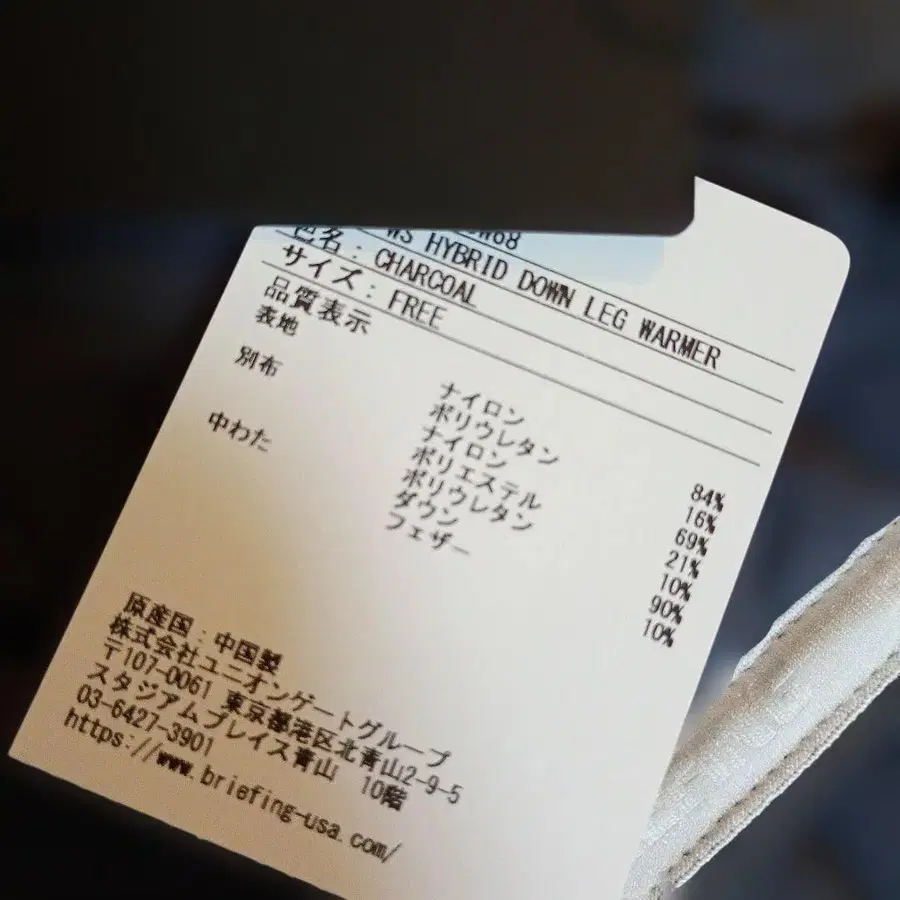 W68
WS HYBRID DOWN LEG WARMER
色名: CHARCOAL
サイズ: FREE
品質表示
表地 ナイロン 84%
ポリウレタン 16%
別布 ナイロン 69%
ポリエステル 21%
ポリウレタン 10%
中わた ダウン 90%
フェザー 10%
原産国:中国製
株式会社ユニオンゲートグループ
〒107-0061 東京都港区北青山2-9-5
スタジアムプレイス青山 10階
03-6427-3901
https://www.briefing-usa.com/